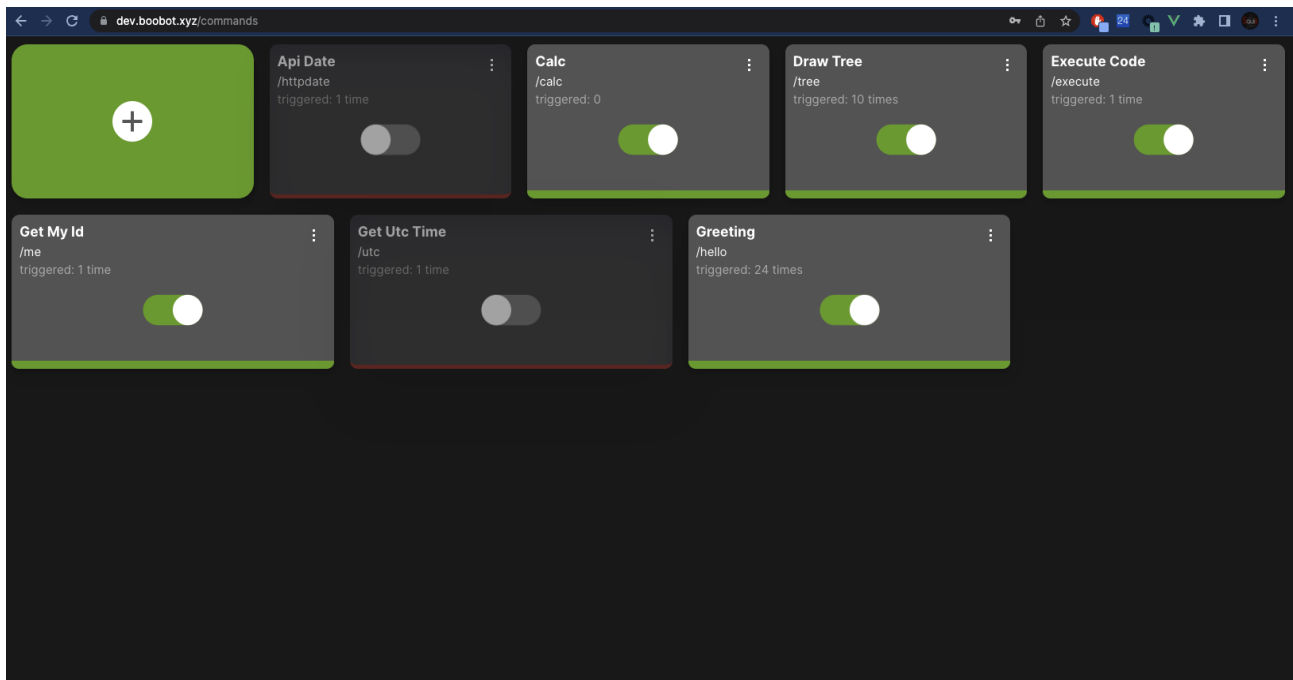 dev.boobot.xyz/commands
24
Api Date
/httpdate
triggered: 1 time
Calc
/calc
triggered: 0
Draw Tree
/tree
triggered: 10 times
Execute Code
/execute
triggered: 1 time
Get My Id
/me
triggered: 1 time
Get Utc Time
/utc
triggered: 1 time
Greeting
/hello
triggered: 24 times